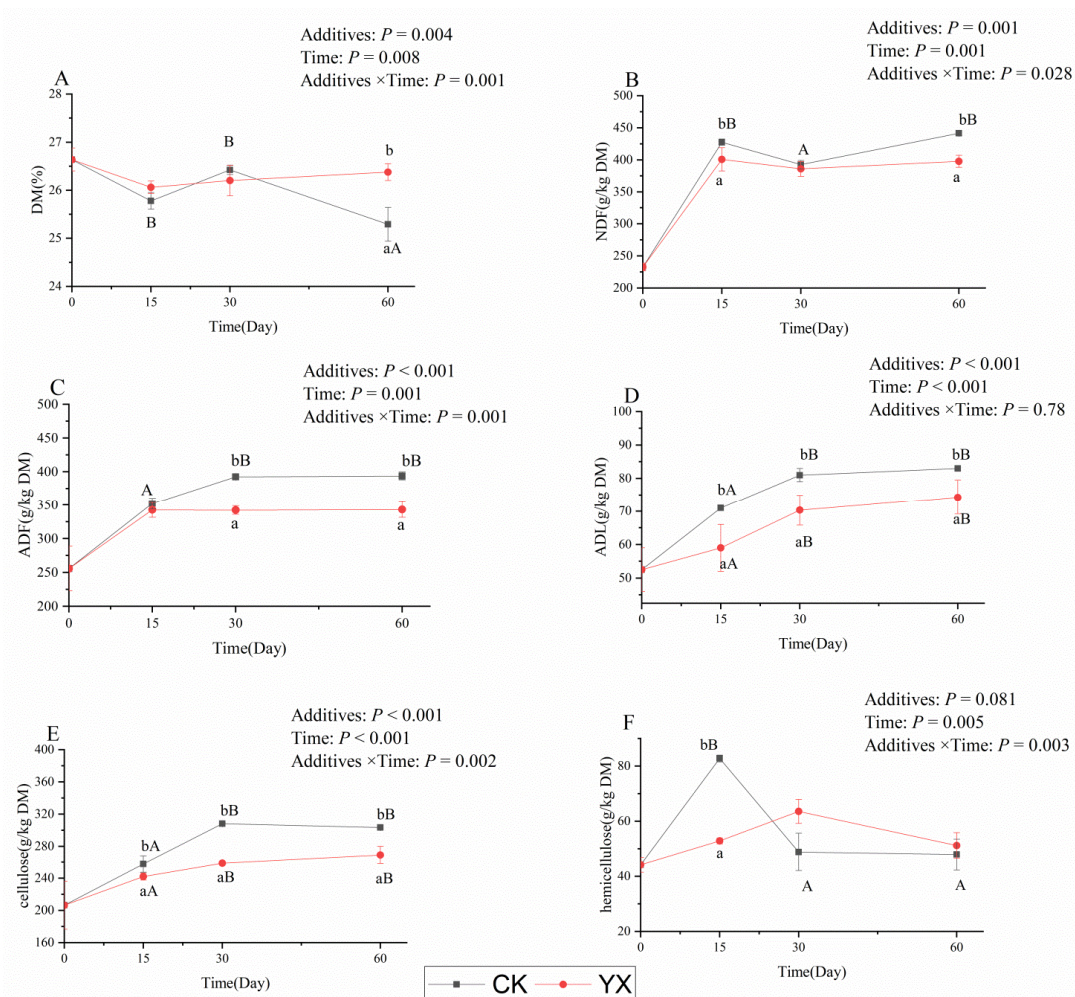 Additives: P = 0.004
Time: P = 0.008
Additives ×Time: P = 0.001
A
28
27
26
25
24
DM(%)
B
B
b
aA
0
15
30
60
Time(Day)
Additives: P = 0.001
Time: P = 0.001
Additives ×Time: P = 0.028
B
500
450
400
350
300
250
200
NDF(g/kg DM)
bB
A
bB
a
a
0
15
30
60
Time(Day)
Additives: P < 0.001
Time: P = 0.001
Additives ×Time: P = 0.001
C
500
450
400
350
300
250
200
ADF(g/kg DM)
A
bB
bB
a
a
0
15
30
60
Time(Day)
Additives: P < 0.001
Time: P < 0.001
Additives ×Time: P = 0.78
D
100
90
80
70
60
50
ADL(g/kg DM)
bA
bB
bB
aA
aB
aB
0
15
30
60
Time(Day)
Additives: P < 0.001
Time: P < 0.001
Additives ×Time: P = 0.002
E
400
360
320
280
240
200
160
cellulose(g/kg DM)
bA
bB
bB
aA
aB
aB
0
15
30
60
Time(Day)
Additives: P = 0.081
Time: P = 0.005
Additives ×Time: P = 0.003
F
80
60
40
20
hemicellulose(g/kg DM)
bB
a
A
A
0
15
30
60
Time(Day)
CK YX